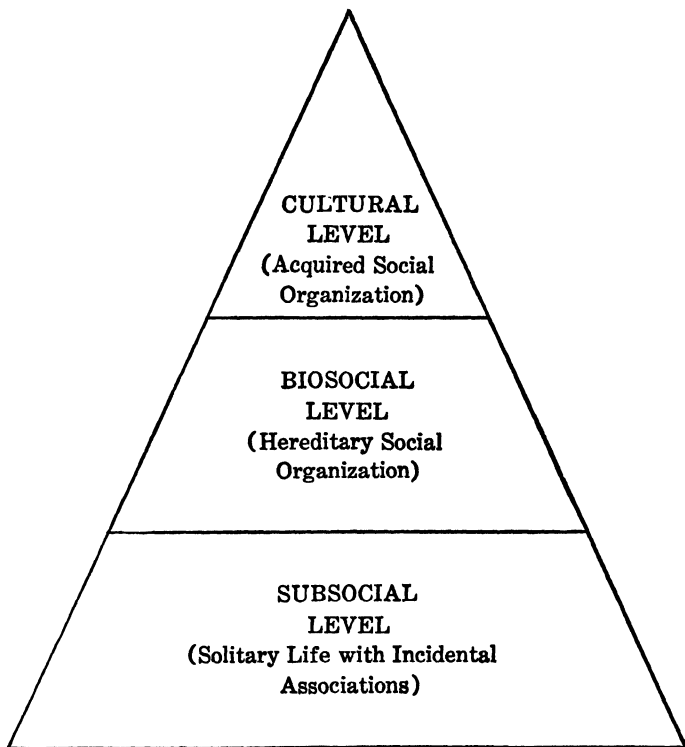 CULTURAL
LEVEL
(Acquired Social
Organization)
BIOSOCIAL
LEVEL
(Hereditary Social
Organization)
SUBSOCIAL
LEVEL
(Solitary Life with Incidental
Associations)